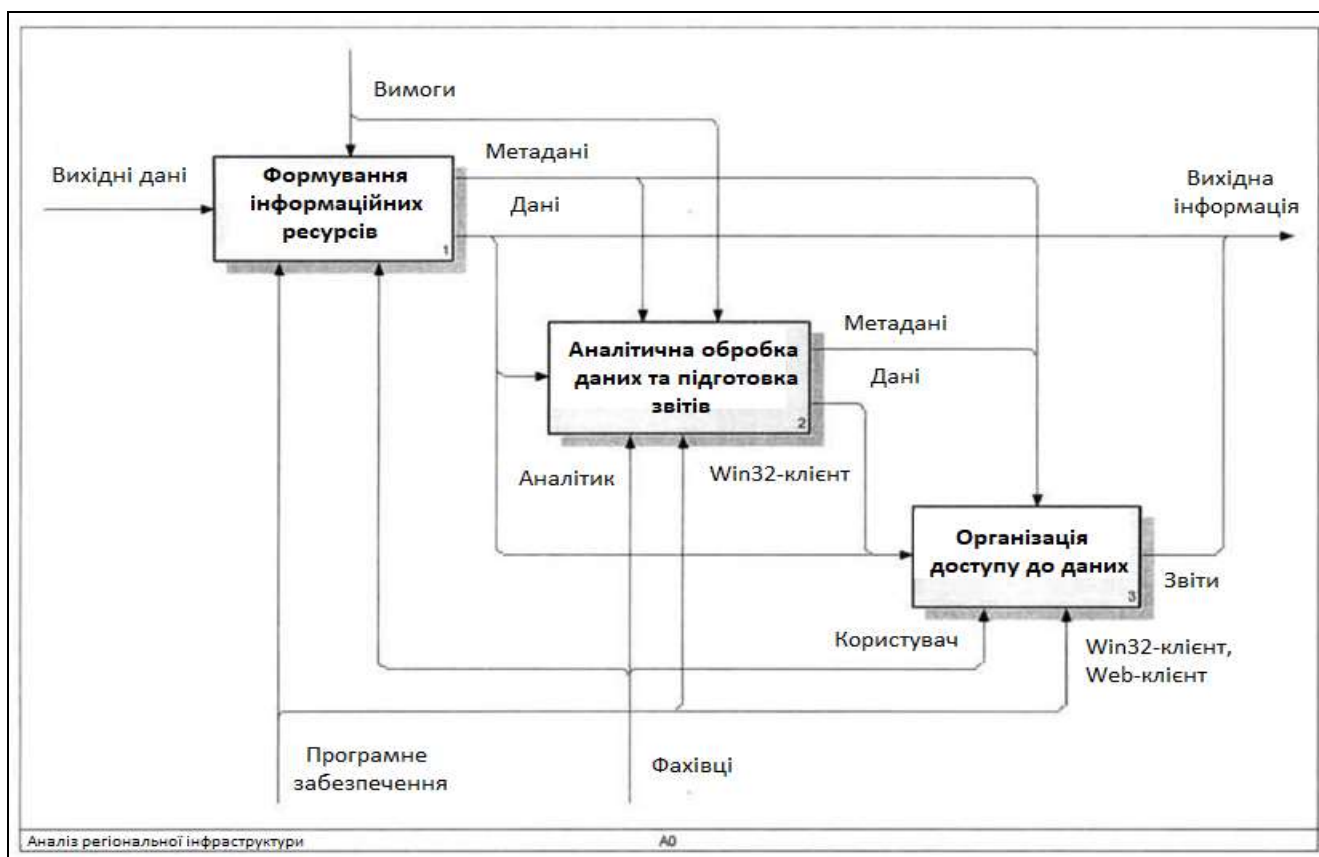 Вимоги
Метадані
Вихідні дані
Формування
інформаційних
ресурсів
1
Дані
Вихідна
інформація
Метадані
Аналітична обробка
даних та підготовка
звітів
2
Дані
Аналітик
Win32-клієнт
Організація
доступу до даних
3
Звіти
Користувач
Win32-клієнт,
Web-клієнт
Програмне
забезпечення
Фахівці
Аналіз регіональної інфраструктури
A0